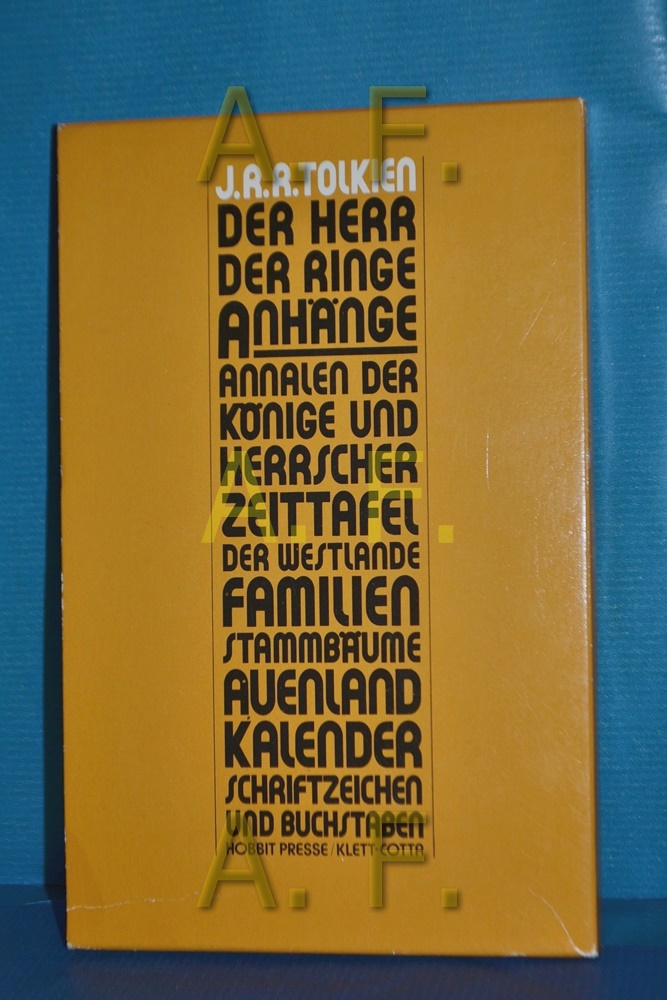 A. F.
J.R.R.TOLKIEN
DER HERR
DER RINGE
ANHÄNGE
ANNALEN DER
KÖNIGE UND
HERRSCHER
A. F.
ZEITTAFEL
DER WESTLANDE
FAMILIEN
STAMMBÄUME
AUENLAND
KALENDER
SCHRIFTZEICHEN
UND BUCHSTABEN
HOBBIT PRESSE/KLETT-COTTA
A. F.